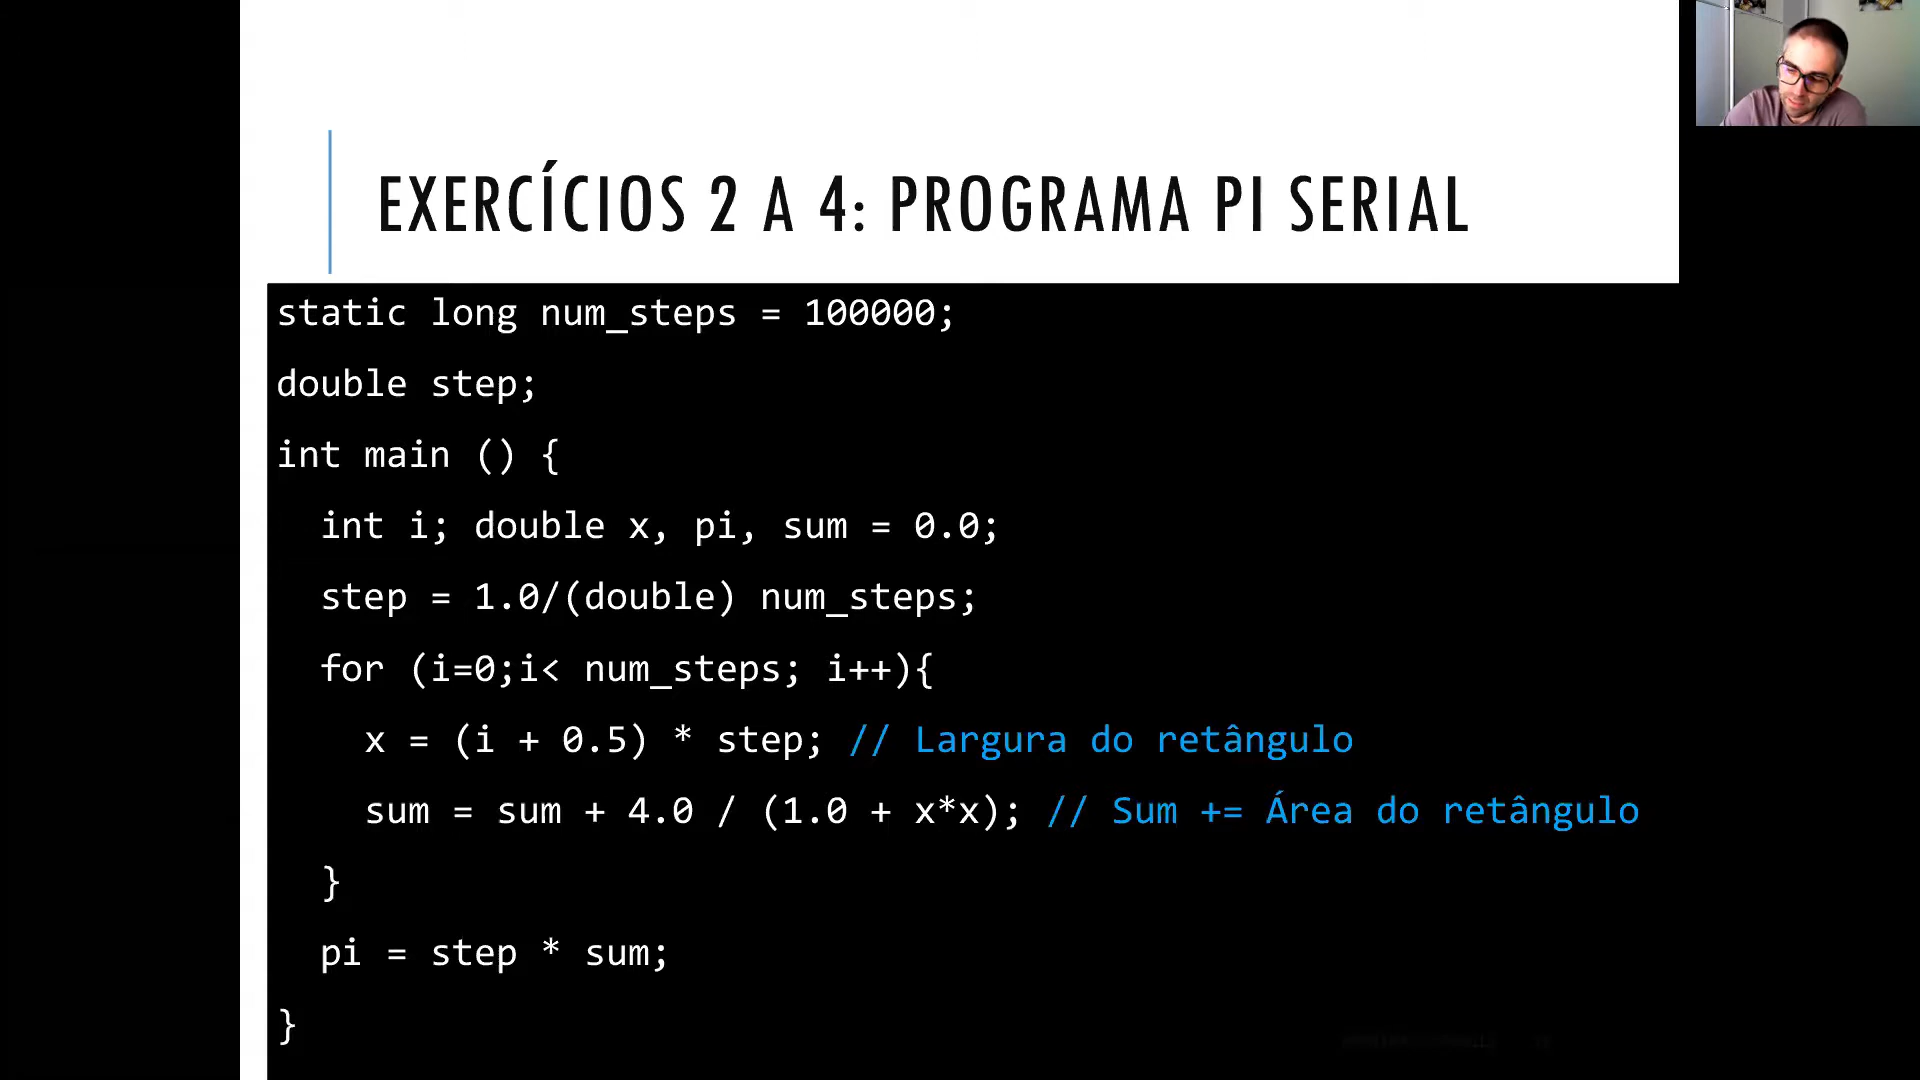 EXERCÍCIOS 2 A 4: PROGRAMA PI SERIAL
static long num_steps = 100000;
double step;
int main () {
  int i; double x, pi, sum = 0.0;
  step = 1.0/(double) num_steps;
  for (i=0;i< num_steps; i++){
    x = (i + 0.5) * step; // Largura do retângulo
    sum = sum + 4.0 / (1.0 + x*x); // Sum += Área do retângulo
  }
  pi = step * sum;
}